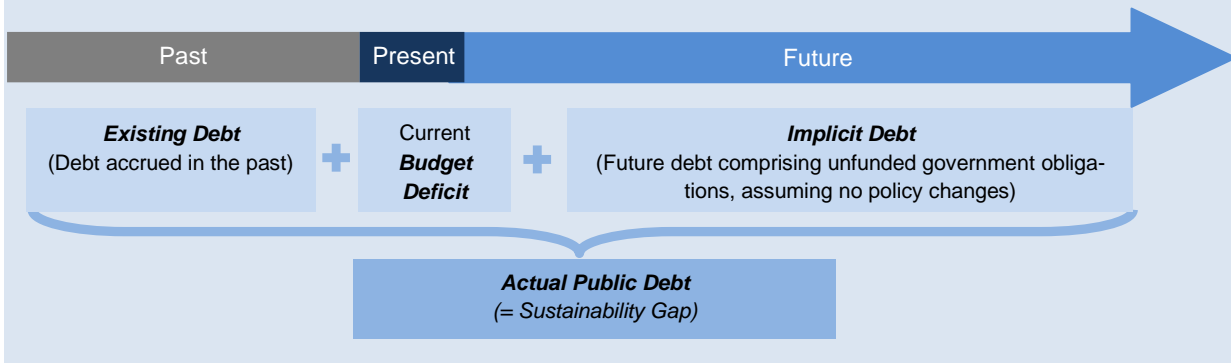 Past
Present
Future
Existing Debt
(Debt accrued in the past)
Current
Budget
Deficit
Implicit Debt
(Future debt comprising unfunded government obliga-
tions, assuming no policy changes)
Actual Public Debt
(= Sustainability Gap)